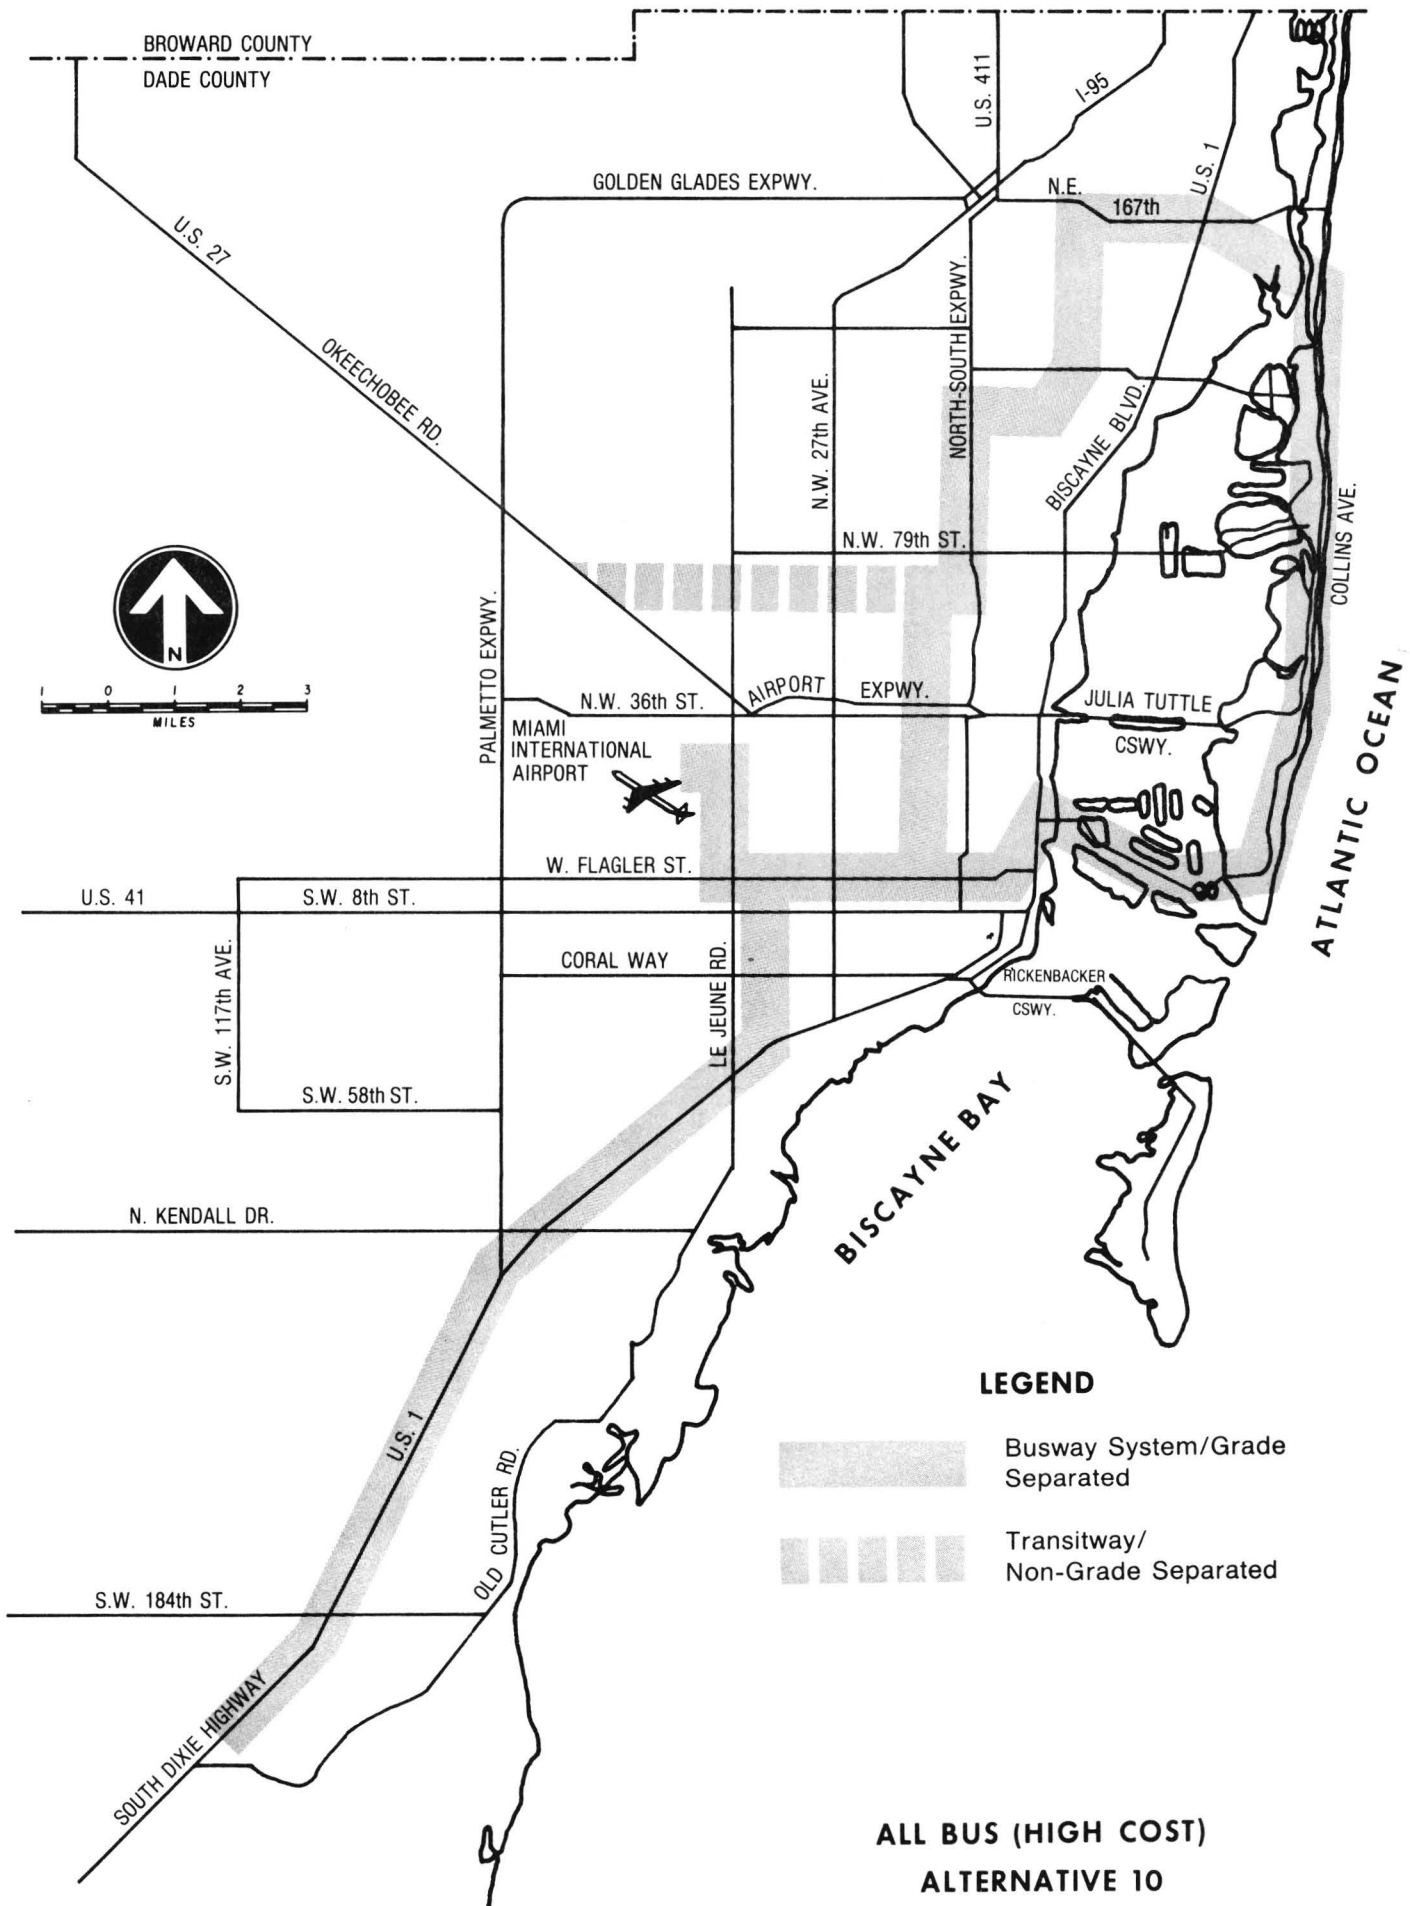 BROWARD COUNTY
DADE COUNTY
U.S. 411
I-95
U.S. 1
GOLDEN GLADES EXPWY.
N.E.
167th
U.S. 27
OKEECHOBEE RD.
NORTH-SOUTH EXPWY.
N.W. 27th AVE.
BISCAYNE BLVD.
N.W. 79th ST.
COLLINS AVE.
PALMETTO EXPWY.
N
1 0 1 2 3
MILES
N.W. 36th ST.
AIRPORT
EXPWY.
JULIA TUTTLE
CSWY.
MIAMI
INTERNATIONAL
AIRPORT
ATLANTIC OCEAN
W. FLAGLER ST.
U.S. 41
S.W. 8th ST.
S.W. 117th AVE.
CORAL WAY
LE JEUNE RD.
RICKENBACKER
CSWY.
S.W. 58th ST.
BISCAYNE BAY
N. KENDALL DR.
U.S. 1
OLD CUTLER RD.
S.W. 184th ST.
SOUTH DIXIE HIGHWAY
LEGEND
Busway System/Grade
Separated
Transitway/
Non-Grade Separated
ALL BUS (HIGH COST)
ALTERNATIVE 10